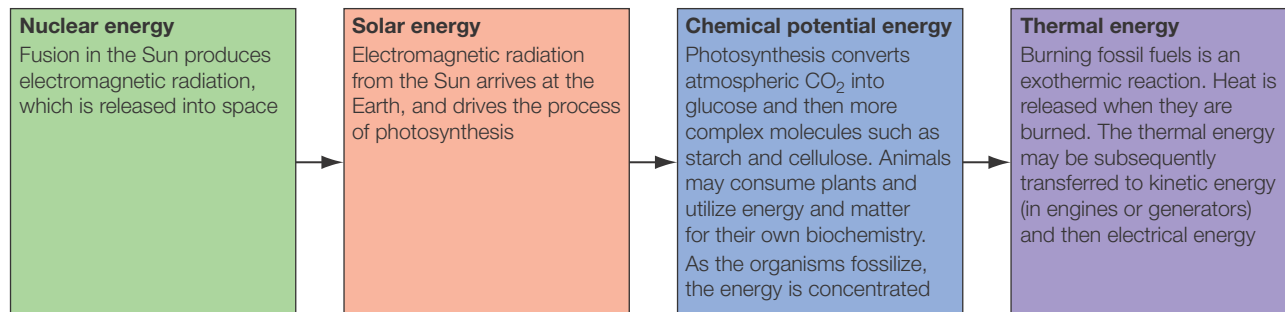 Nuclear energy
Fusion in the Sun produces
electromagnetic radiation,
which is released into space
Solar energy
Electromagnetic radiation
from the Sun arrives at the
Earth, and drives the process
of photosynthesis
Chemical potential energy
Photosynthesis converts
atmospheric CO₂ into
glucose and then more
complex molecules such as
starch and cellulose. Animals
may consume plants and
utilize energy and matter
for their own biochemistry.
As the organisms fossilize,
the energy is concentrated
Thermal energy
Burning fossil fuels is an
exothermic reaction. Heat is
released when they are
burned. The thermal energy
may be subsequently
transferred to kinetic energy
(in engines or generators)
and then electrical energy